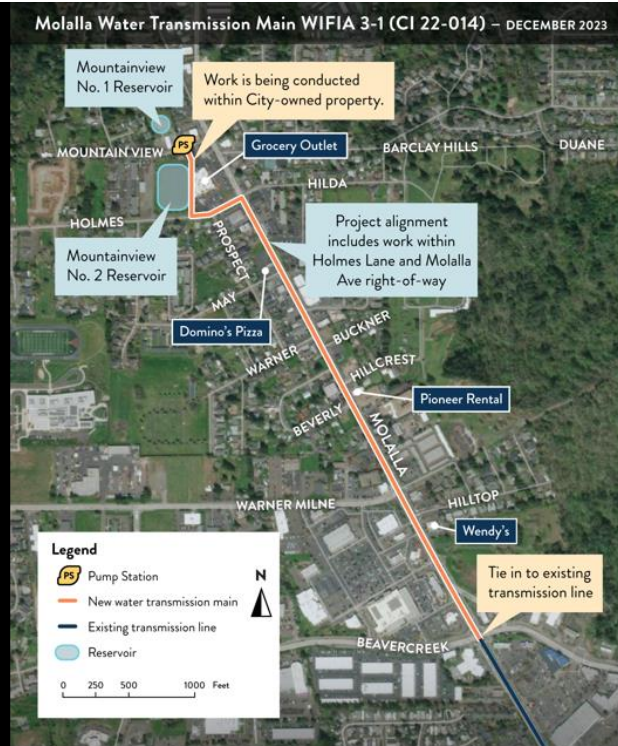 Molalla Water Transmission Main WIFIA 3-1 (CI 22-014) – DECEMBER 2023
Mountainview
No. 1 Reservoir
Work is being conducted
within City-owned property.
PS
Grocery Outlet
MOUNTAIN VIEW
BARCLAY HILLS
DUANE
HILDA
HOLMES
PROSPECT
Project alignment
includes work within
Holmes Lane and Molalla
Ave right-of-way
Mountainview
No. 2 Reservoir
MAY
Domino's Pizza
BUCKNER
WARNER
HILLCREST
Pioneer Rental
BEVERLY
MOLALLA
WARNER MILNE
HILLTOP
Wendy's
Legend
PS Pump Station
N
New water transmission main
Existing transmission line
Reservoir
0 250 500 1000 Feet
Tie in to existing
transmission line
BEAVERCREEK